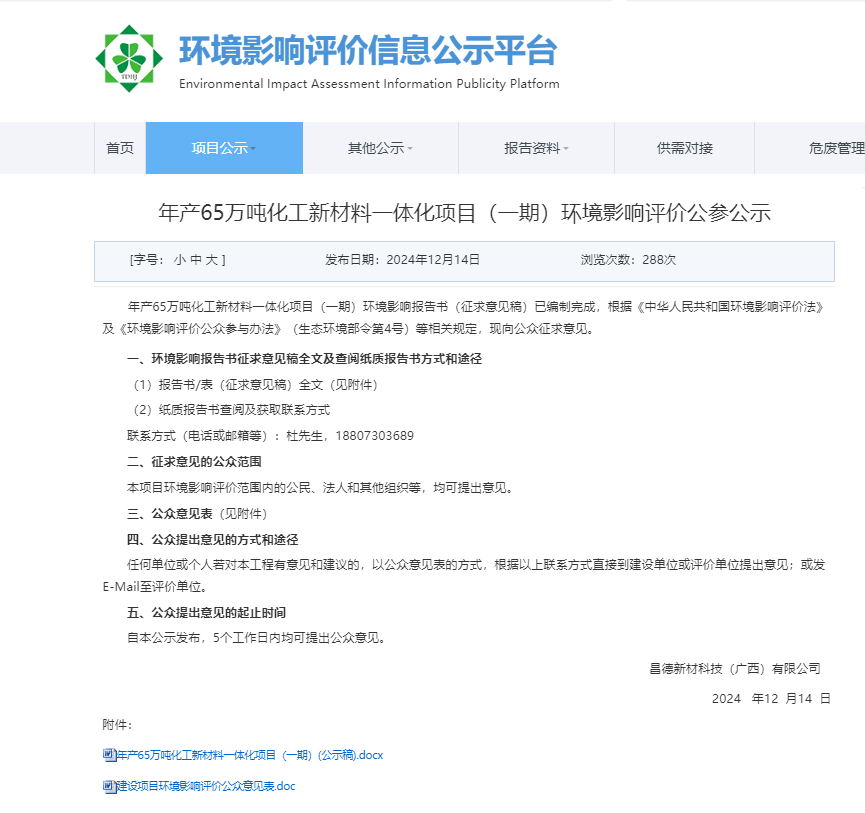 环境影响评价信息公示平台
Environmental Impact Assessment Information Publicity Platform
首页 项目公示 其他公示 报告资料 供需对接 危废管理
年产65万吨化工新材料一体化项目（一期）环境影响评价公参公示
[字号： 小 中 大 ] 发布日期：2024年12月14日 浏览次数：288次
年产65万吨化工新材料一体化项目（一期）环境影响报告书（征求意见稿）已编制完成，根据《中华人民共和国环境影响评价法》
及《环境影响评价公众参与办法》（生态环境部令第4号）等相关规定，现向公众征求意见。
一、环境影响报告书征求意见稿全文及查阅纸质报告书方式和途径
（1）报告书/表（征求意见稿）全文（见附件）
（2）纸质报告书查阅及获取联系方式
联系方式（电话或邮箱等）：杜先生，18807303689
二、征求意见的公众范围
本项目环境影响评价范围内的公民、法人和其他组织等，均可提出意见。
三、公众意见表（见附件）
四、公众提出意见的方式和途径
任何单位或个人若对本工程有意见和建议的，以公众意见表的方式，根据以上联系方式直接到建设单位或评价单位提出意见；或发
E-Mail至评价单位。
五、公众提出意见的起止时间
自本公示发布，5个工作日内均可提出公众意见。
昌德新材科技（广西）有限公司
2024 年12 月14 日
附件：
年产65万吨化工新材料一体化项目（一期）(公示稿).docx
建设项目环境影响评价公众意见表.doc